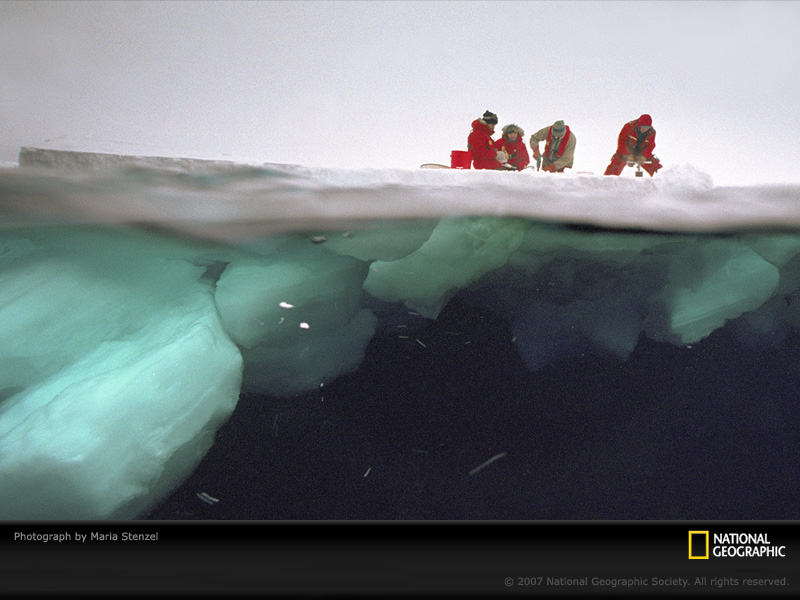 Photograph by Maria Stenzel
NATIONAL
GEOGRAPHIC
© 2007 National Geographic Society. All rights reserved.